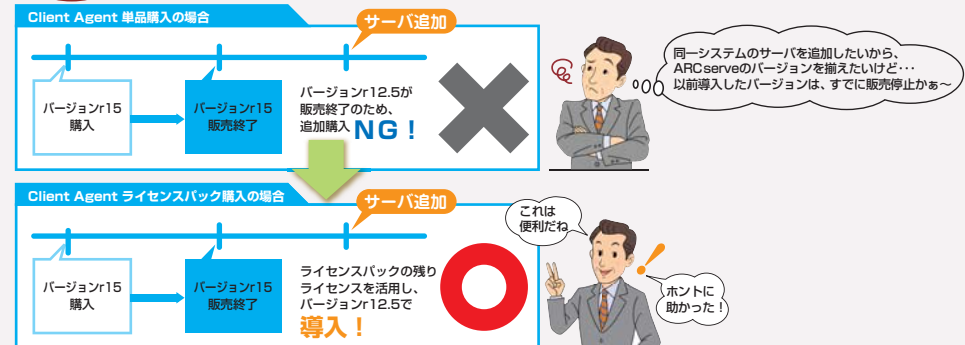 Client Agent 単品購入の場合
サーバ追加
バージョンr15
購入
バージョンr15
販売終了
バージョンr12.5が
販売終了のため、
追加購入 NG！
同一システムのサーバを追加したいから、
ARCserveのバージョンを揃えたいけど･･･
以前導入したバージョンは、すでに販売停止かぁ～
Client Agent ライセンスパック購入の場合
サーバ追加
バージョンr15
購入
バージョンr15
販売終了
ライセンスパックの残り
ライセンスを活用し、
バージョンr12.5で
導入！
これは
便利だね
ホントに
助かった！